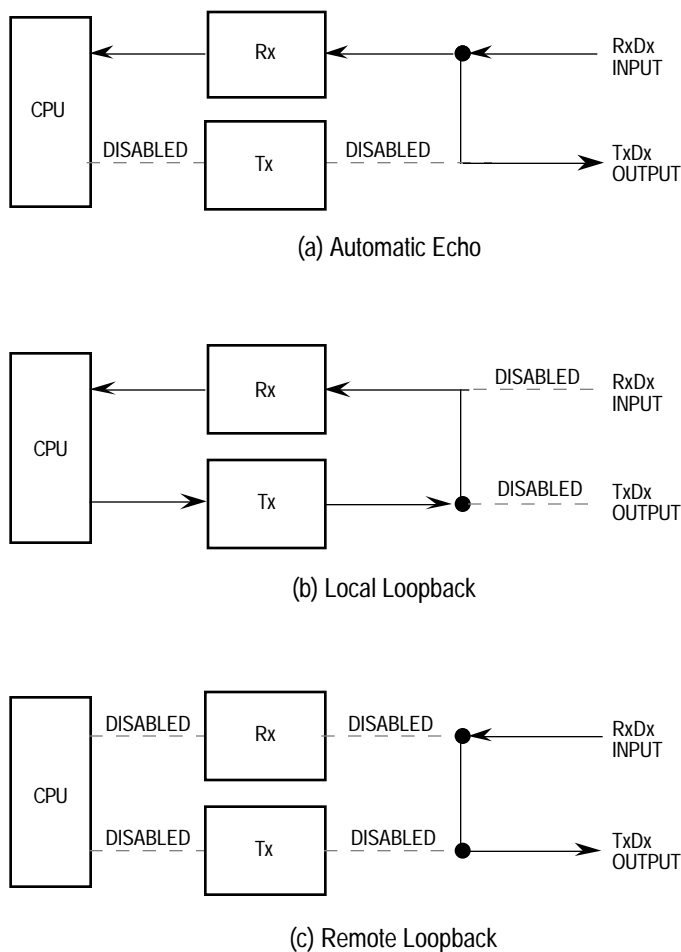 Rx
RxDx
INPUT
CPU
DISABLED
Tx
DISABLED
TxDx
OUTPUT
(a) Automatic Echo
Rx
DISABLED
RxDx
INPUT
CPU
Tx
DISABLED
TxDx
OUTPUT
(b) Local Loopback
DISABLED
Rx
DISABLED
RxDx
INPUT
CPU
DISABLED
Tx
DISABLED
TxDx
OUTPUT
(c) Remote Loopback